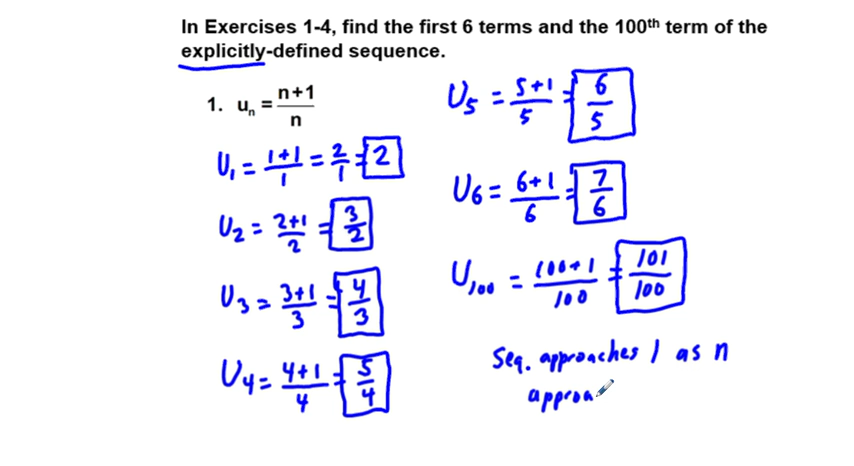 In Exercises 1-4, find the first 6 terms and the 100th term of the
explicitly-defined sequence.
1. uₙ = n+1/n
U₁ = 1+1/1 = 2/1 = 2
U₂ = 2+1/2 = 3/2
U₃ = 3+1/3 = 4/3
U₄ = 4+1/4 = 5/4
U₅ = 5+1/5 = 6/5
U₆ = 6+1/6 = 7/6
U₁₀₀ = 100+1/100 = 101/100
Seq. approaches 1 as n
approa